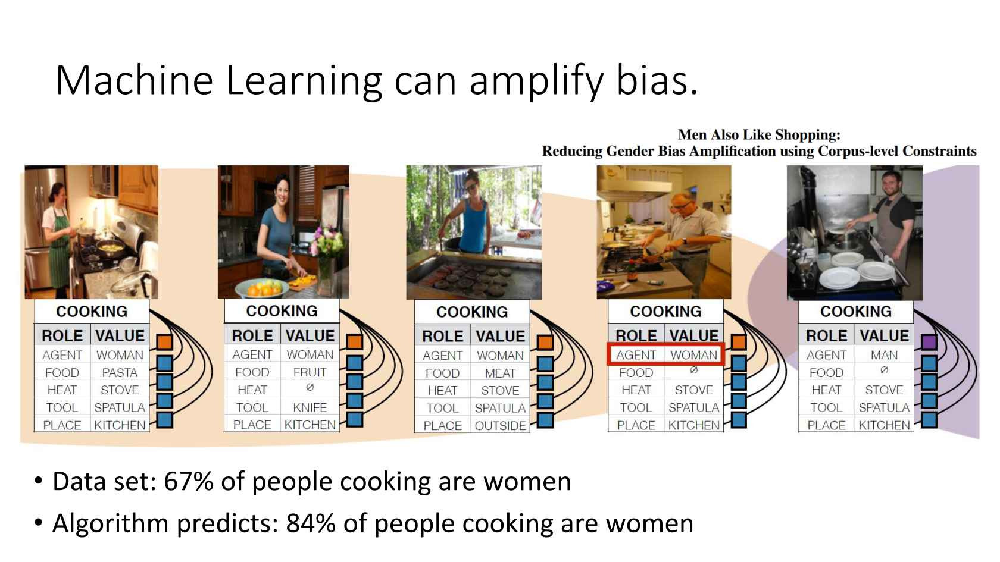 Machine Learning can amplify bias.
Men Also Like Shopping:
Reducing Gender Bias Amplification using Corpus-level Constraints
COOKING
ROLE VALUE
AGENT WOMAN
FOOD PASTA
HEAT STOVE
TOOL SPATULA
PLACE KITCHEN
COOKING
ROLE VALUE
AGENT WOMAN
FOOD FRUIT
HEAT ∅
TOOL KNIFE
PLACE KITCHEN
COOKING
ROLE VALUE
AGENT WOMAN
FOOD MEAT
HEAT STOVE
TOOL SPATULA
PLACE OUTSIDE
COOKING
ROLE VALUE
AGENT WOMAN
FOOD ∅
HEAT STOVE
TOOL SPATULA
PLACE KITCHEN
COOKING
ROLE VALUE
AGENT MAN
FOOD ∅
HEAT STOVE
TOOL SPATULA
PLACE KITCHEN
• Data set: 67% of people cooking are women
• Algorithm predicts: 84% of people cooking are women